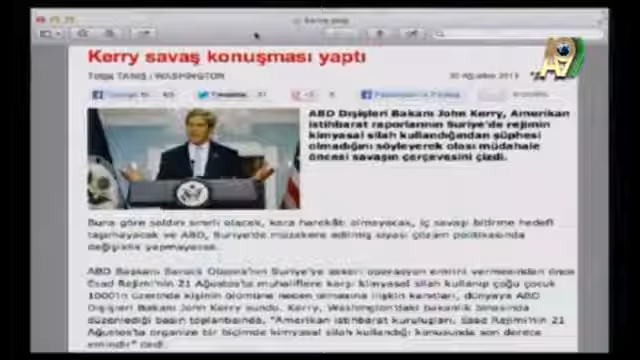 Kerry savaş konuşması yaptı
Tolga TANIŞ / WASHINGTON
30 Ağustos 2013
A9
ABD Dışişleri Bakanı John Kerry, Amerikan
istihbarat raporlarının Suriye'de rejimin
kimyasal silah kullandığından şüphesi
olmadığını söyleyerek olası müdahale
öncesi savaşın çerçevesini çizdi.
Buna göre saldırı sınırlı olacak, kara harekâtı olmayacak, iç savaşı bitirme hedefi
taşımayacak ve ABD, Suriye'de müzakere edilmiş siyasi çözüm politikasında
değişiklik yapmayacak.
ABD Başkanı Barack Obama'nın Suriye'ye askeri operasyon emrini vermesinden önce
Esad Rejimi'nin 21 Ağustos'ta muhaliflere karşı kimyasal silah kullanıp çoğu çocuk
1000'in üzerinde kişinin ölümüne neden olmasına ilişkin kanıtları, dünyaya ABD
Dışişleri Bakanı John Kerry sundu. Kerry, Washington'daki bakanlık binasında
düzenlediği basın toplantısında, "Amerikan istihbarat kuruluşları, Esad Rejimi'nin 21
Ağustos'ta organize bir biçimde kimyasal silah kullandığı konusunda son derece
emindir" dedi.